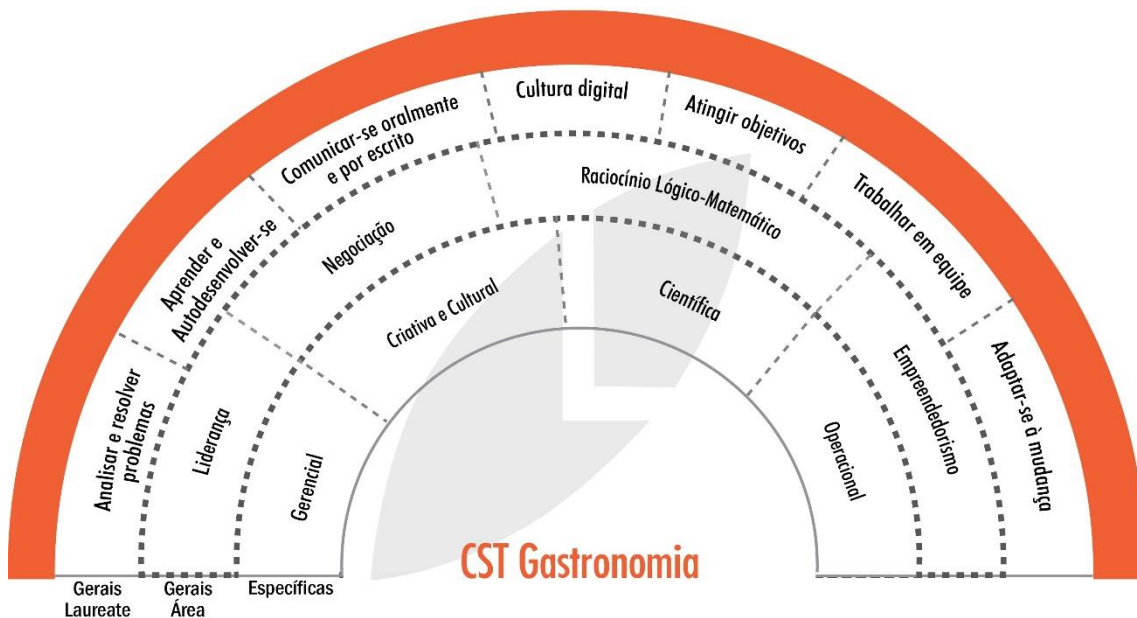 Analisar e resolver
problemas
Aprender e
Autodesenvolver-se
Comunicar-se oralmente
e por escrito
Cultura digital
Atingir objetivos
Trabalhar em equipe
Adaptar-se à mudança
Liderança
Negociação
Raciocínio Lógico-Matemático
Empreendedorismo
Gerencial
Criativa e Cultural
Científica
Operacional
CST Gastronomia
Gerais
Laureate
Gerais
Área
Específicas